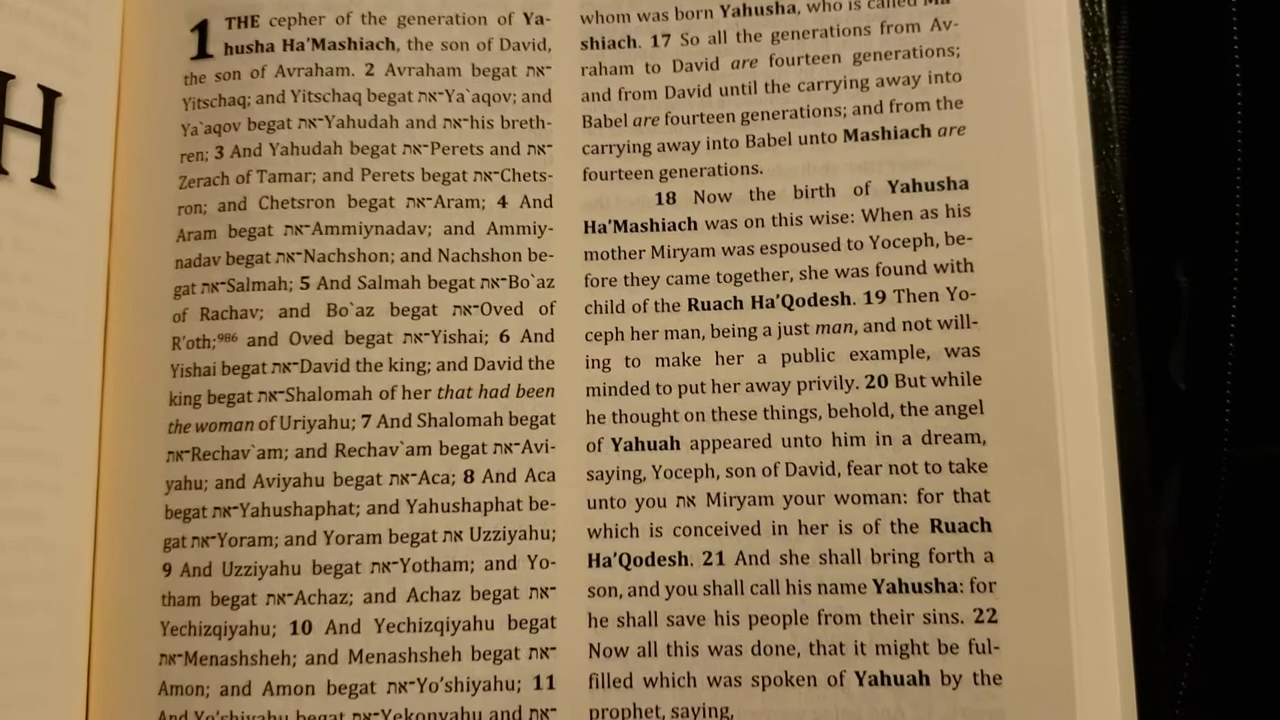 H
1 THE cepher of the generation of Ya-
husha Ha'Mashiach, the son of David,
the son of Avraham. 2 Avraham begat את-
Yitschaq; and Yitschaq begat את-Ya`aqov; and
Ya`aqov begat את-Yahudah and את-his breth-
ren; 3 And Yahudah begat את-Perets and את-
Zerach of Tamar; and Perets begat את-Chets-
ron; and Chetsron begat את-Aram; 4 And
Aram begat את-Ammiynadav; and Ammiy-
nadav begat את-Nachshon; and Nachshon be-
gat את-Salmah; 5 And Salmah begat את-Bo`az
of Rachav; and Bo`az begat את-Oved of
R'oth;⁹⁸⁶ and Oved begat את-Yishai; 6 And
Yishai begat את-David the king; and David the
king begat את-Shalomah of her that had been
the woman of Uriyahu; 7 And Shalomah begat
את-Rechav`am; and Rechav`am begat את-Avi-
yahu; and Aviyahu begat את-Aca; 8 And Aca
begat את-Yahushaphat; and Yahushaphat be-
gat את-Yoram; and Yoram begat את Uzziyahu;
9 And Uzziyahu begat את-Yotham; and Yo-
tham begat את-Achaz; and Achaz begat את-
Yechizqiyahu; 10 And Yechizqiyahu begat
את-Menashsheh; and Menashsheh begat את-
Amon; and Amon begat את-Yo'shiyahu; 11
And Yo'shiyahu begat את-Yekonyahu and את-
whom was born Yahusha, who is called Ma-
shiach. 17 So all the generations from Av-
raham to David are fourteen generations;
and from David until the carrying away into
Babel are fourteen generations; and from the
carrying away into Babel unto Mashiach are
fourteen generations.
18 Now the birth of Yahusha
Ha'Mashiach was on this wise: When as his
mother Miryam was espoused to Yoceph, be-
fore they came together, she was found with
child of the Ruach Ha'Qodesh. 19 Then Yo-
ceph her man, being a just man, and not will-
ing to make her a public example, was
minded to put her away privily. 20 But while
he thought on these things, behold, the angel
of Yahuah appeared unto him in a dream,
saying, Yoceph, son of David, fear not to take
unto you את Miryam your woman: for that
which is conceived in her is of the Ruach
Ha'Qodesh. 21 And she shall bring forth a
son, and you shall call his name Yahusha: for
he shall save his people from their sins. 22
Now all this was done, that it might be ful-
filled which was spoken of Yahuah by the
prophet, saying,